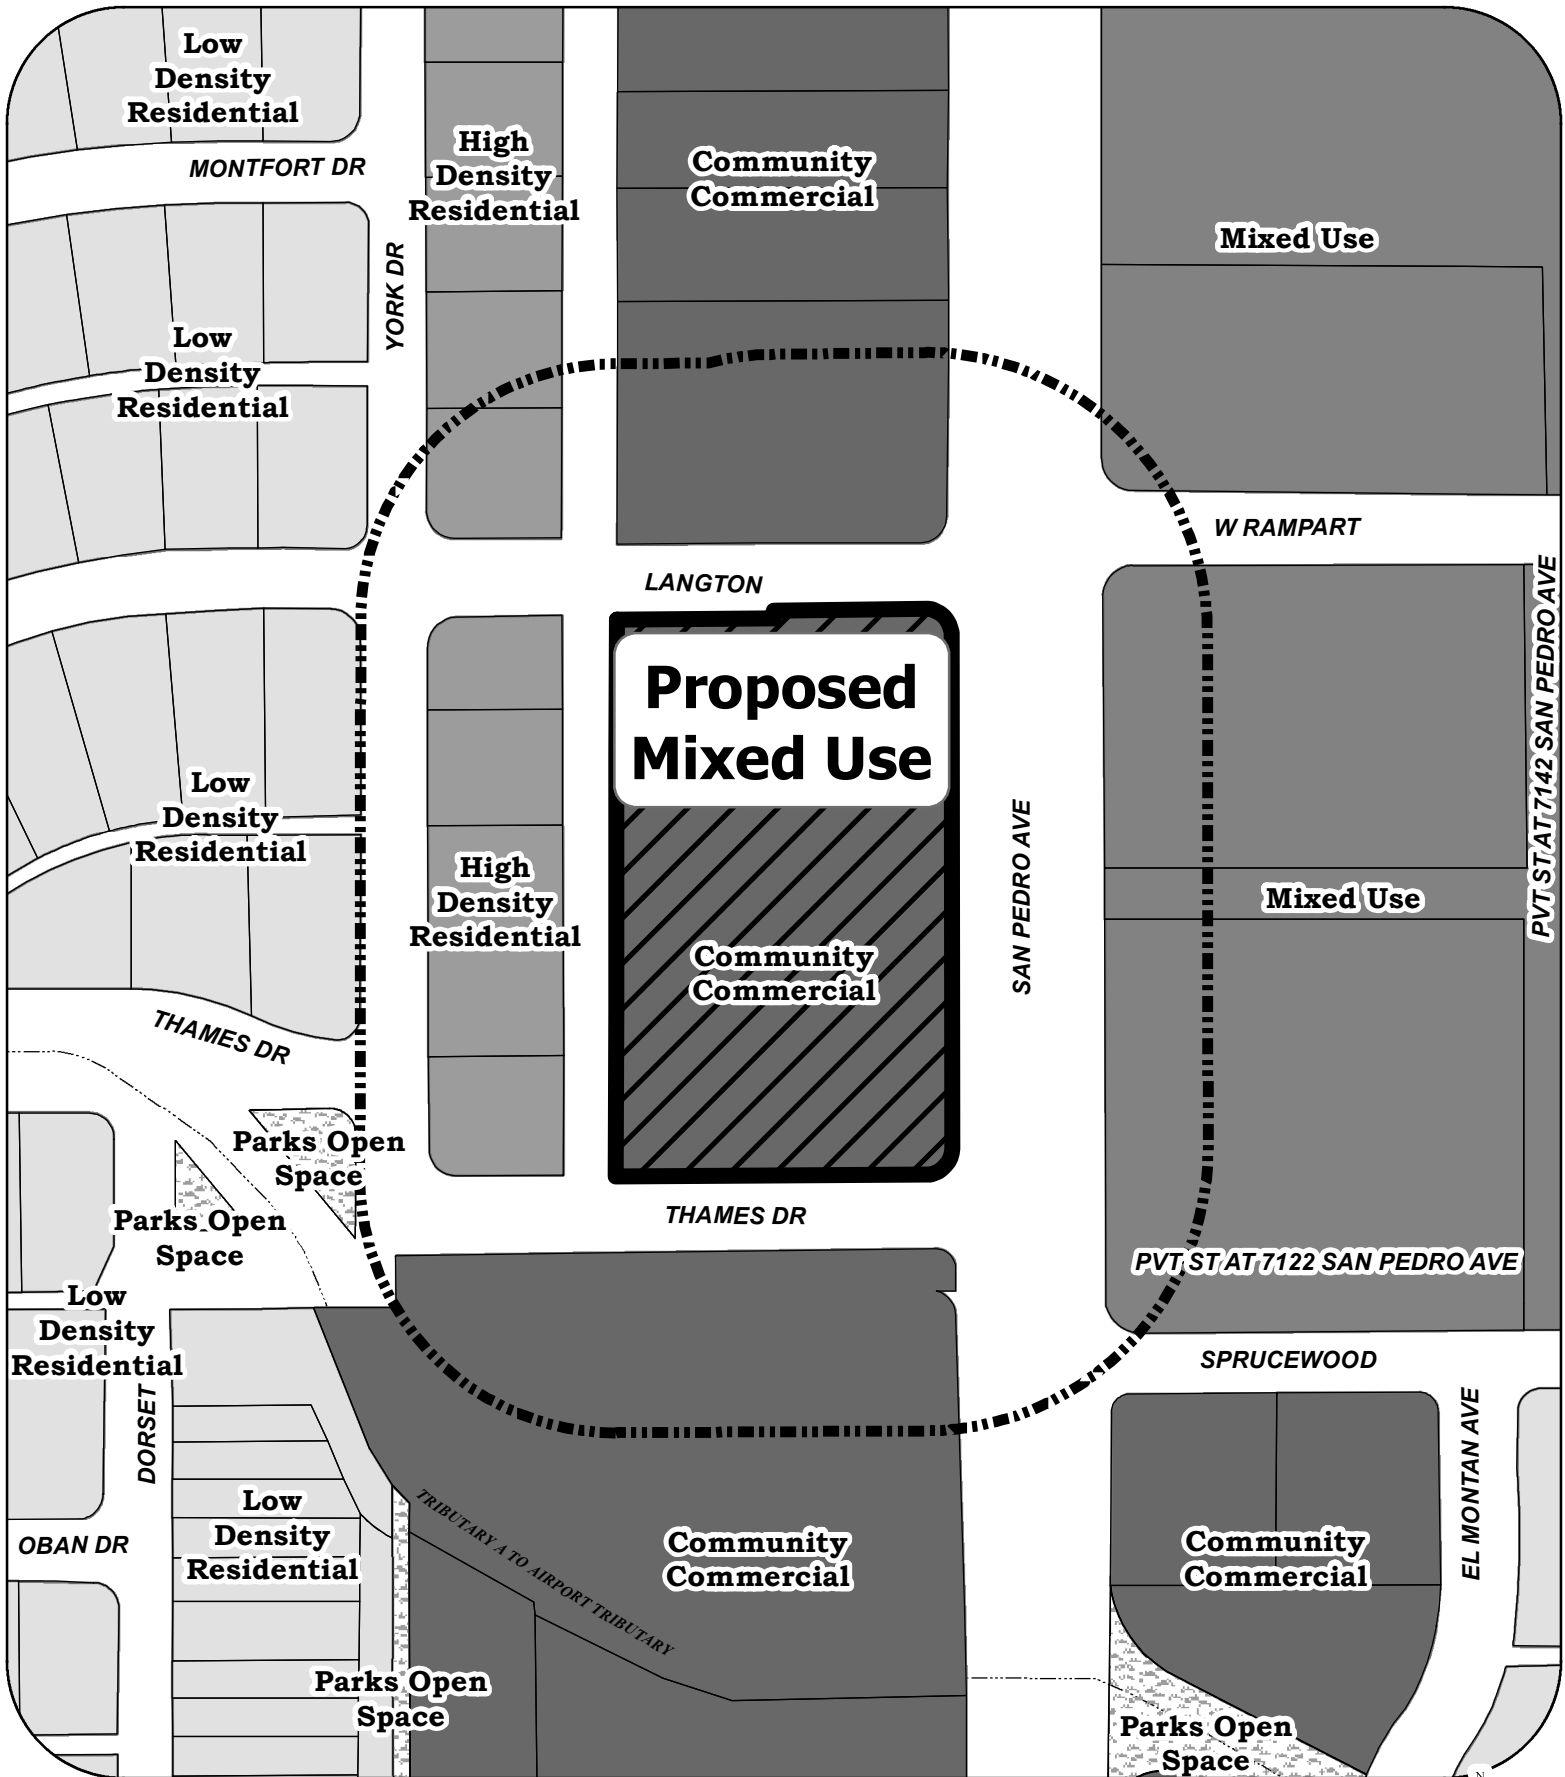 Low
Density
Residential
MONTFORT DR
High
Density
Residential
Community
Commercial
Mixed Use
YORK DR
Low
Density
Residential
W RAMPART
LANGTON
PVT ST AT 7142 SAN PEDRO AVE
Proposed
Mixed Use
Low
Density
Residential
High
Density
Residential
SAN PEDRO AVE
Mixed Use
Community
Commercial
THAMES DR
Parks Open
Space
Parks Open
Space
THAMES DR
PVT ST AT 7122 SAN PEDRO AVE
Low
Density
Residential
SPRUCEWOOD
DORSET
EL MONTAN AVE
Low
Density
Residential
OBAN DR
TRIBUTARY A TO AIRPORT TRIBUTARY
Community
Commercial
Community
Commercial
Parks Open
Space
Parks Open
Space
N